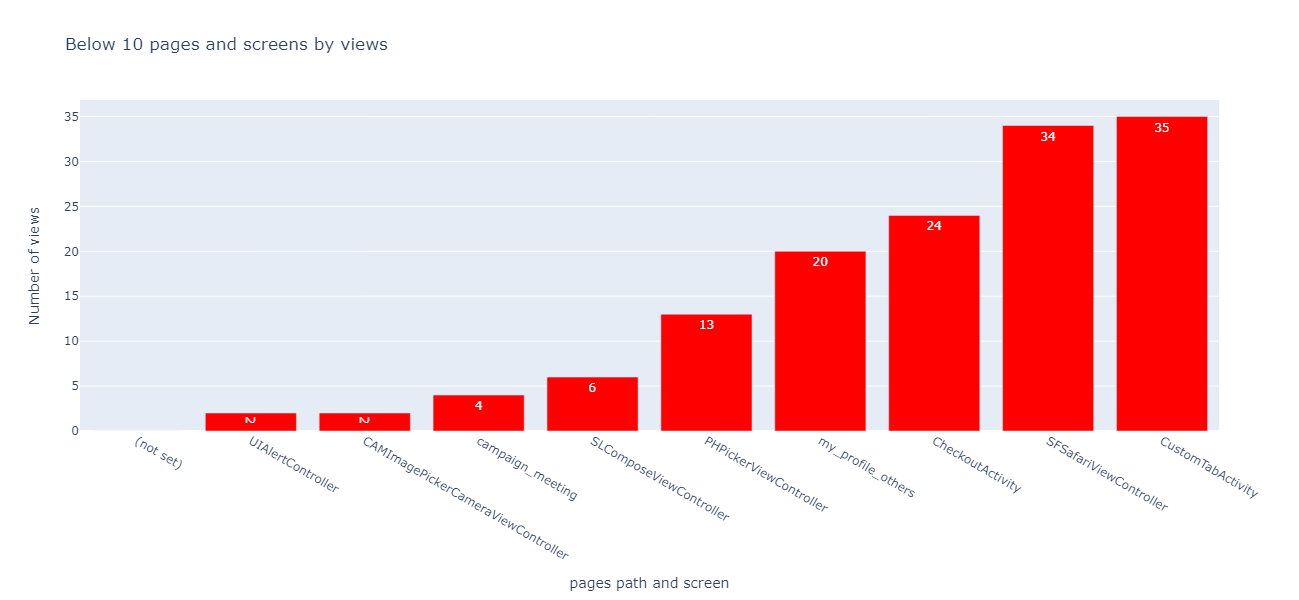 Below 10 pages and screens by views
Number of views
35
30
25
20
15
10
5
0
2
2
4
6
13
20
24
34
35
(not set)
UIAlertController
CAMImagePickerCameraViewController
campaign_meeting
SLComposeViewController
PHPickerViewController
my_profile_others
CheckoutActivity
SFSafariViewController
CustomTabActivity
pages path and screen